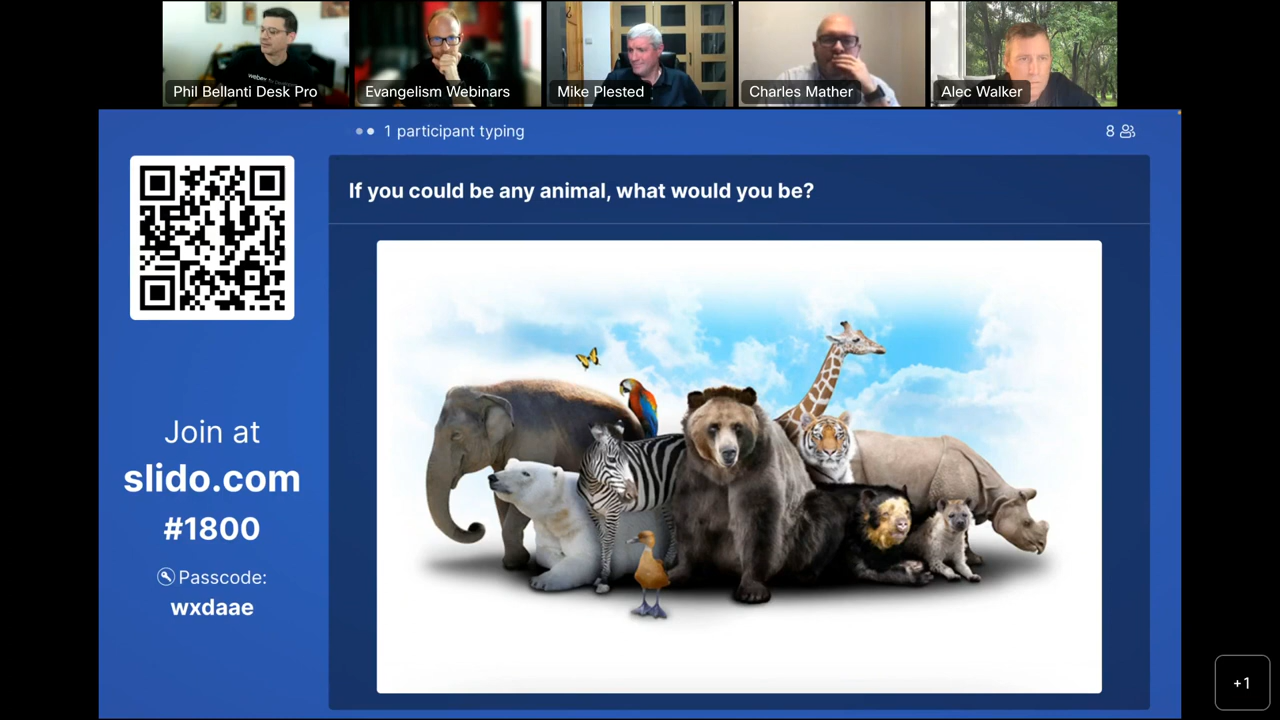 Phil Bellanti Desk Pro
Evangelism Webinars
Mike Plested
Charles Mather
Alec Walker
1 participant typing
8
If you could be any animal, what would you be?
Join at
slido.com
#1800
Passcode:
wxdaae
+1